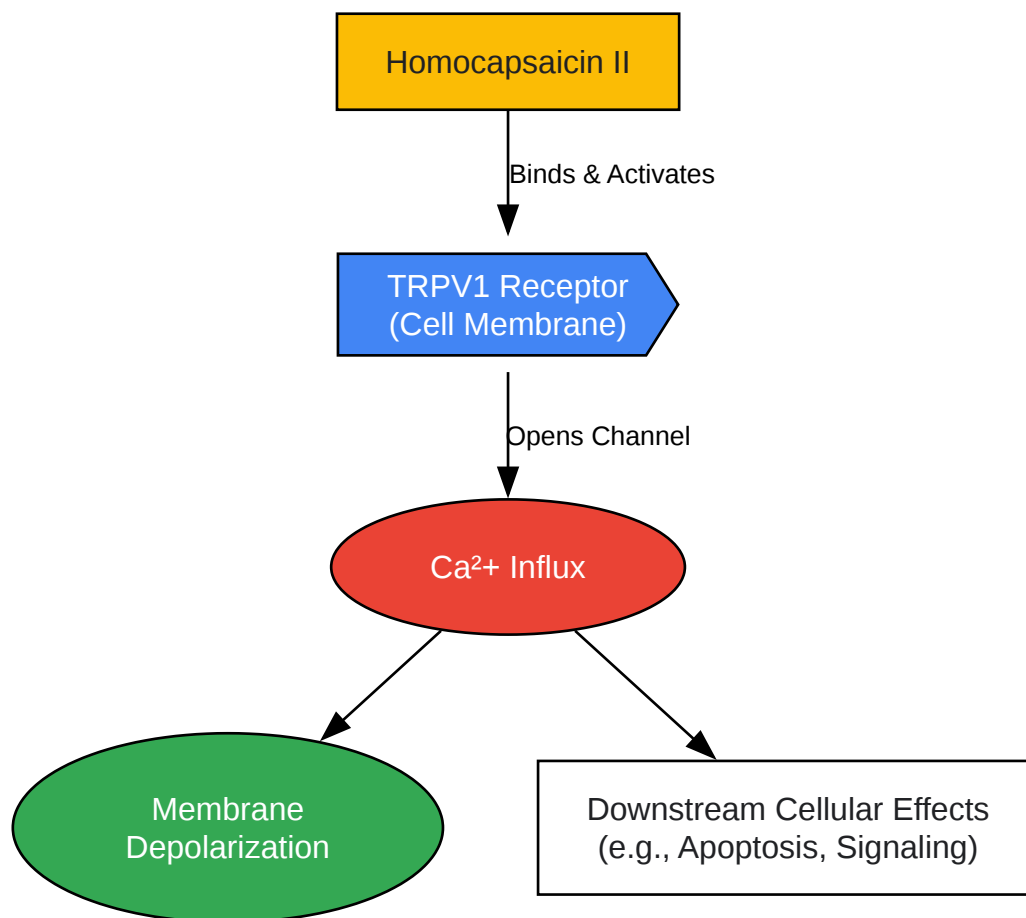 Homocapsaicin II
Binds & Activates
TRPV1 Receptor
(Cell Membrane)
Opens Channel
Ca²+ Influx
Membrane
Depolarization
Downstream Cellular Effects
(e.g., Apoptosis, Signaling)